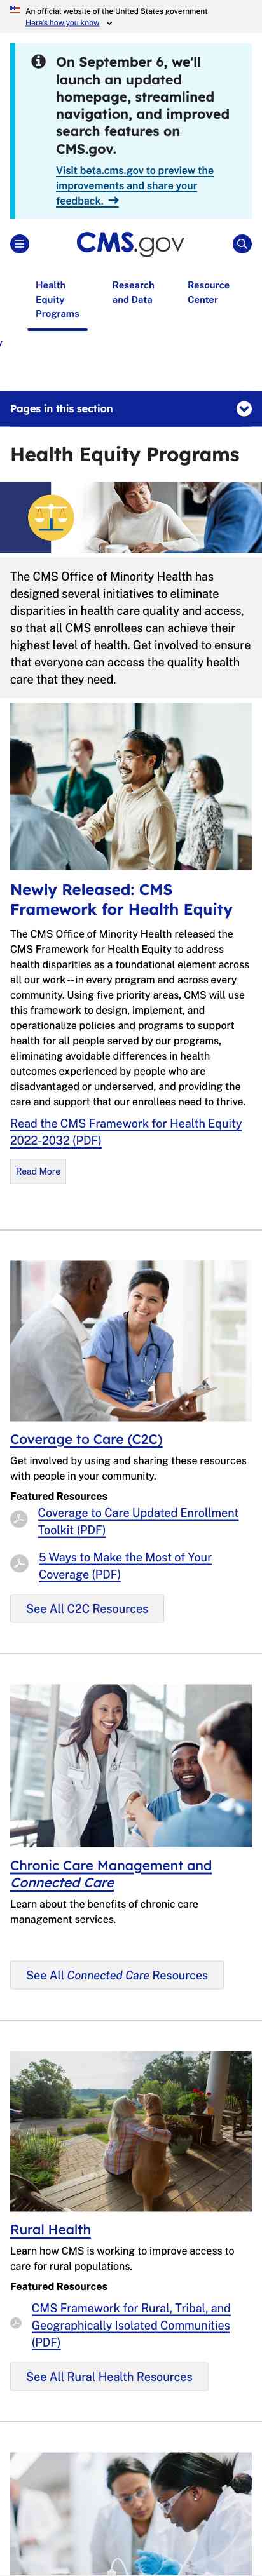 An official website of the United States government
Here's how you know
On September 6, we'll
launch an updated
homepage, streamlined
navigation, and improved
search features on
CMS.gov.
Visit beta.cms.gov to preview the
improvements and share your
feedback. →
CMS.gov
Health
Equity
Programs
Research
and Data
Resource
Center
Pages in this section
Health Equity Programs
The CMS Office of Minority Health has
designed several initiatives to eliminate
disparities in health care quality and access,
so that all CMS enrollees can achieve their
highest level of health. Get involved to ensure
that everyone can access the quality health
care that they need.
Newly Released: CMS
Framework for Health Equity
The CMS Office of Minority Health released the
CMS Framework for Health Equity to address
health disparities as a foundational element across
all our work--in every program and across every
community. Using five priority areas, CMS will use
this framework to design, implement, and
operationalize policies and programs to support
health for all people served by our programs,
eliminating avoidable differences in health
outcomes experienced by people who are
disadvantaged or underserved, and providing the
care and support that our enrollees need to thrive.
Read the CMS Framework for Health Equity
2022-2032 (PDF)
Read More
Coverage to Care (C2C)
Get involved by using and sharing these resources
with people in your community.
Featured Resources
Coverage to Care Updated Enrollment
Toolkit (PDF)
5 Ways to Make the Most of Your
Coverage (PDF)
See All C2C Resources
Chronic Care Management and
Connected Care
Learn about the benefits of chronic care
management services.
See All Connected Care Resources
Rural Health
Learn how CMS is working to improve access to
care for rural populations.
Featured Resources
CMS Framework for Rural, Tribal, and
Geographically Isolated Communities
(PDF)
See All Rural Health Resources